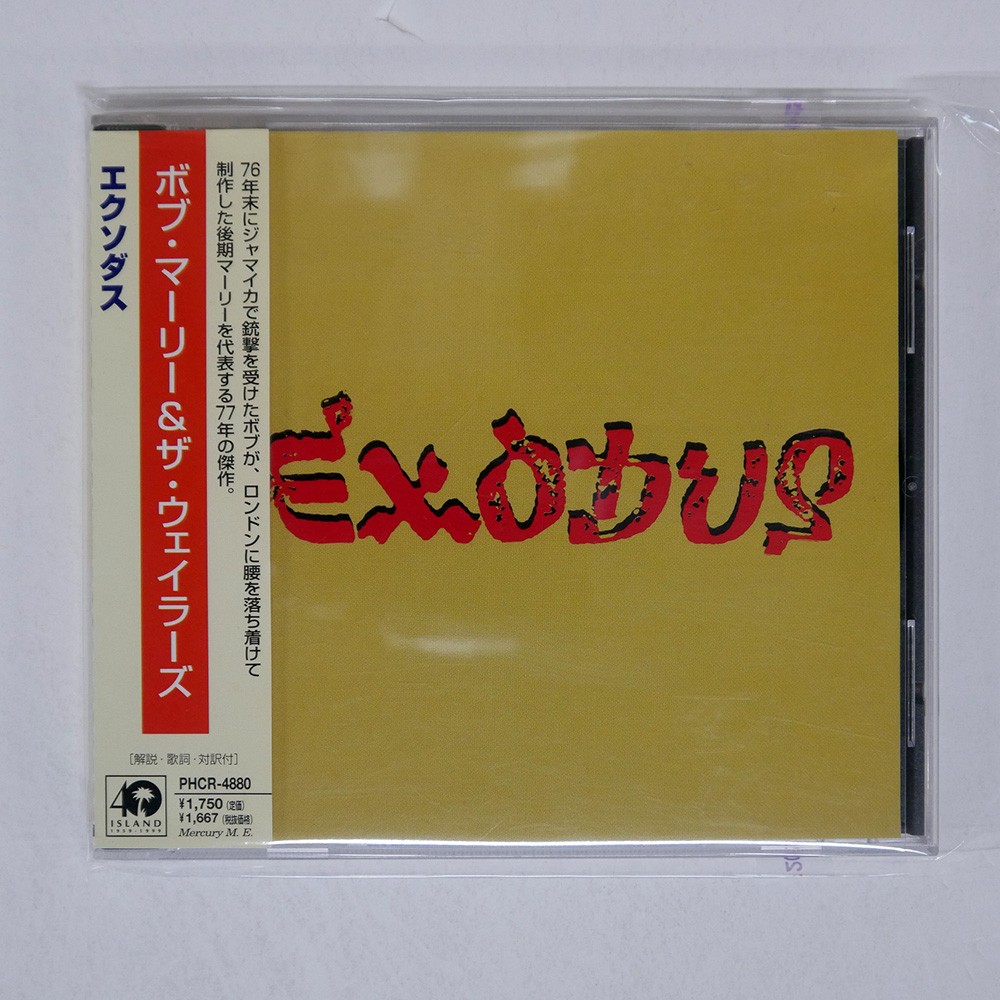 76年末にジャマイカで銃撃を受けたボブが、ロンドンに腰を落ち着けて
制作した後期マーリーを代表する77年の傑作。
ボブ・マーリー&ザ・ウェイラーズ
エクソダス
EXODUS
[解説・歌詞・対訳付]
40
ISLAND
1959-1999
PHCR-4880
¥1,750 (定価)
¥1,667 (税抜価格)
Mercury M. E.